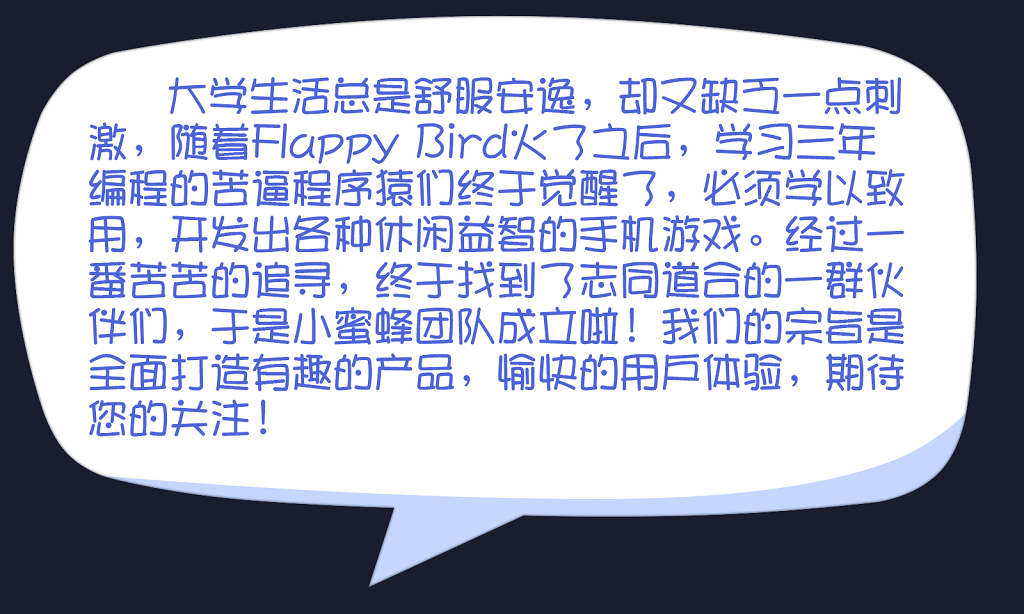 大学生活总是舒服安逸，却又缺乏一点刺
激，随着Flappy Bird火了之后，学习三年
编程的苦逼程序猿们终于觉醒了，必须学以致
用，开发出各种休闲益智的手机游戏。经过一
番苦苦的追寻，终于找到了志同道合的一群伙
伴们，于是小蜜蜂团队成立啦！我们的宗旨是
全面打造有趣的产品，愉快的用户体验，期待
您的关注！